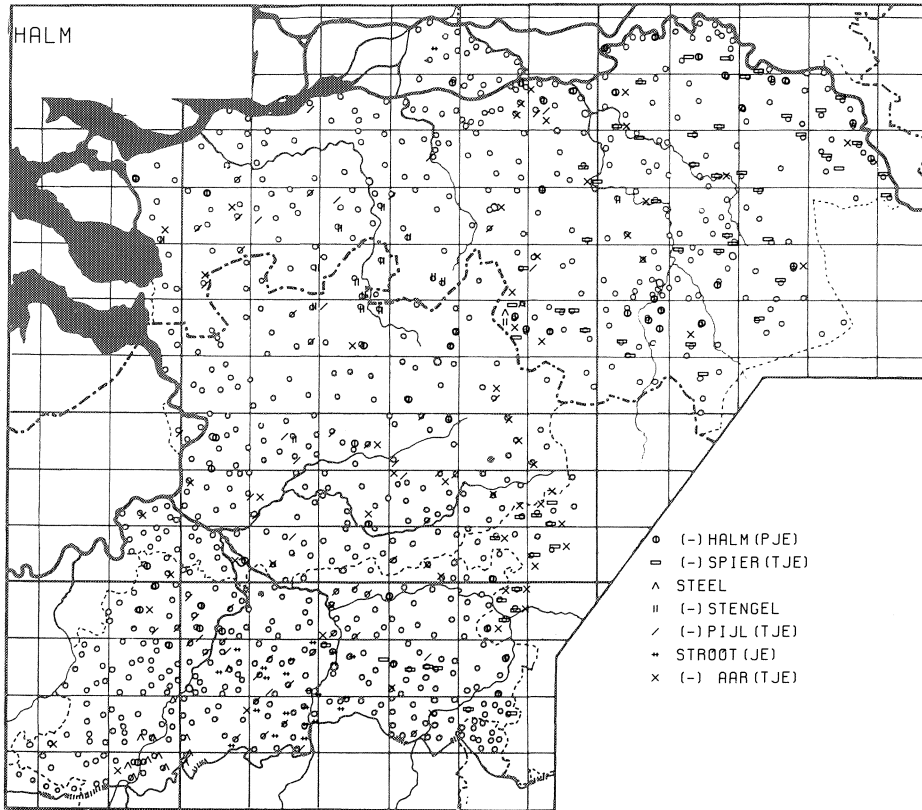 HALM
(-) HALM (PJE)
(-) SPIER (TJE)
STEEL
(-) STENGEL
(-) PIJL (TJE)
STROOT (JE)
(-) AAR (TJE)